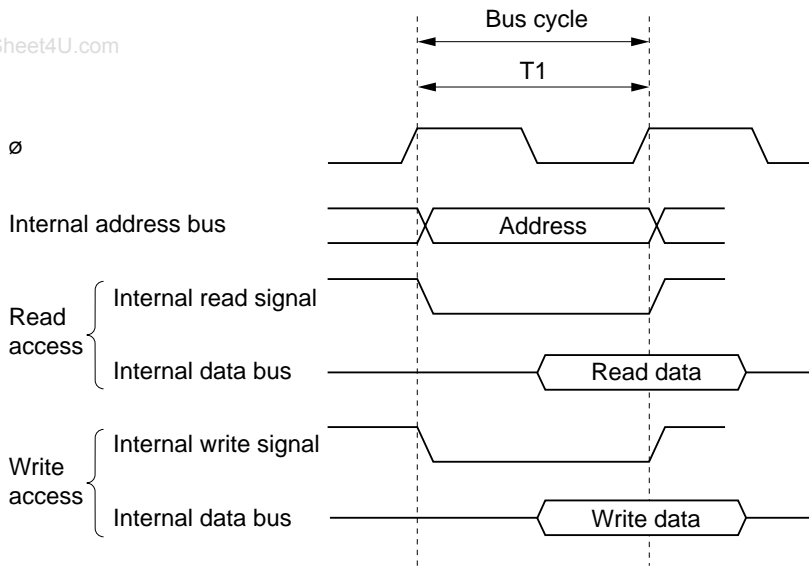 Bus cycle
heet4U.com
T1
ø
Internal address bus
Address
Read access
Internal read signal
Internal data bus
Read data
Write access
Internal write signal
Internal data bus
Write data